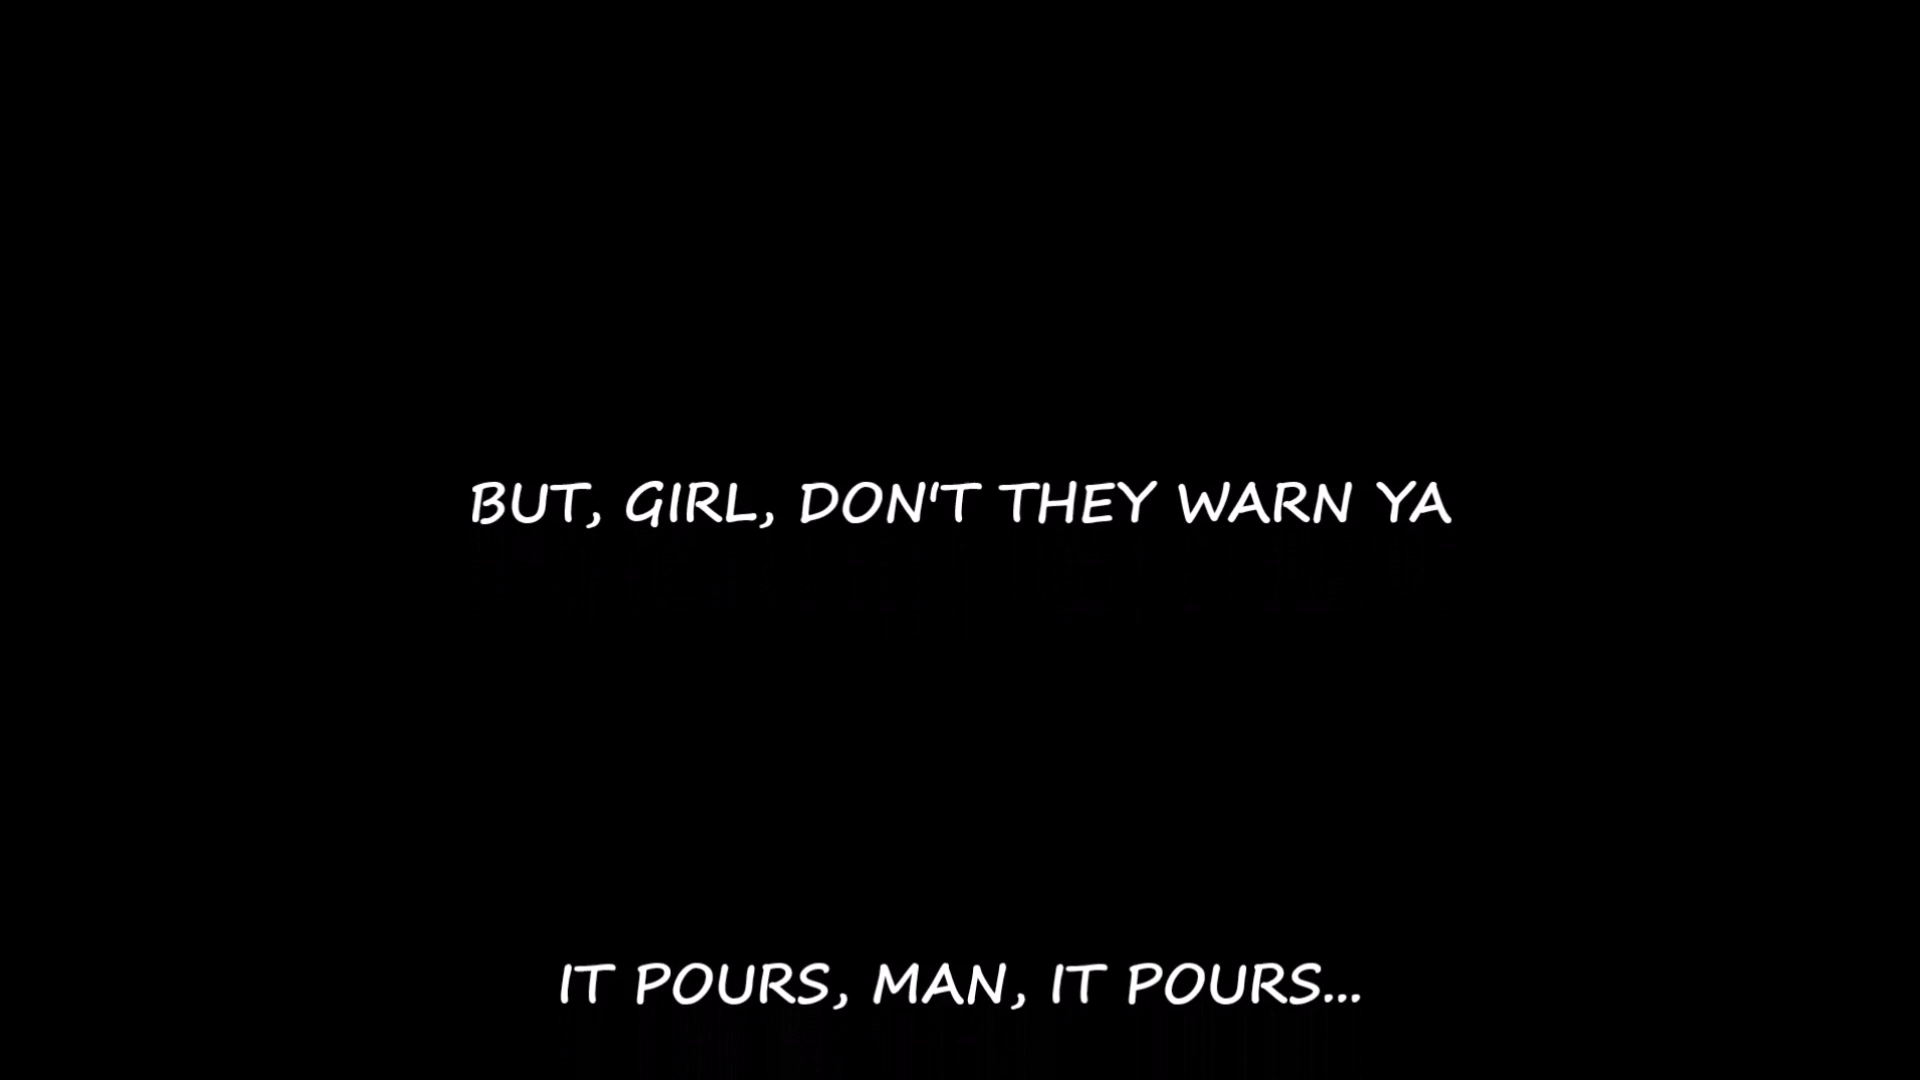 BUT, GIRL, DON'T THEY WARN YA
IT POURS, MAN, IT POURS...